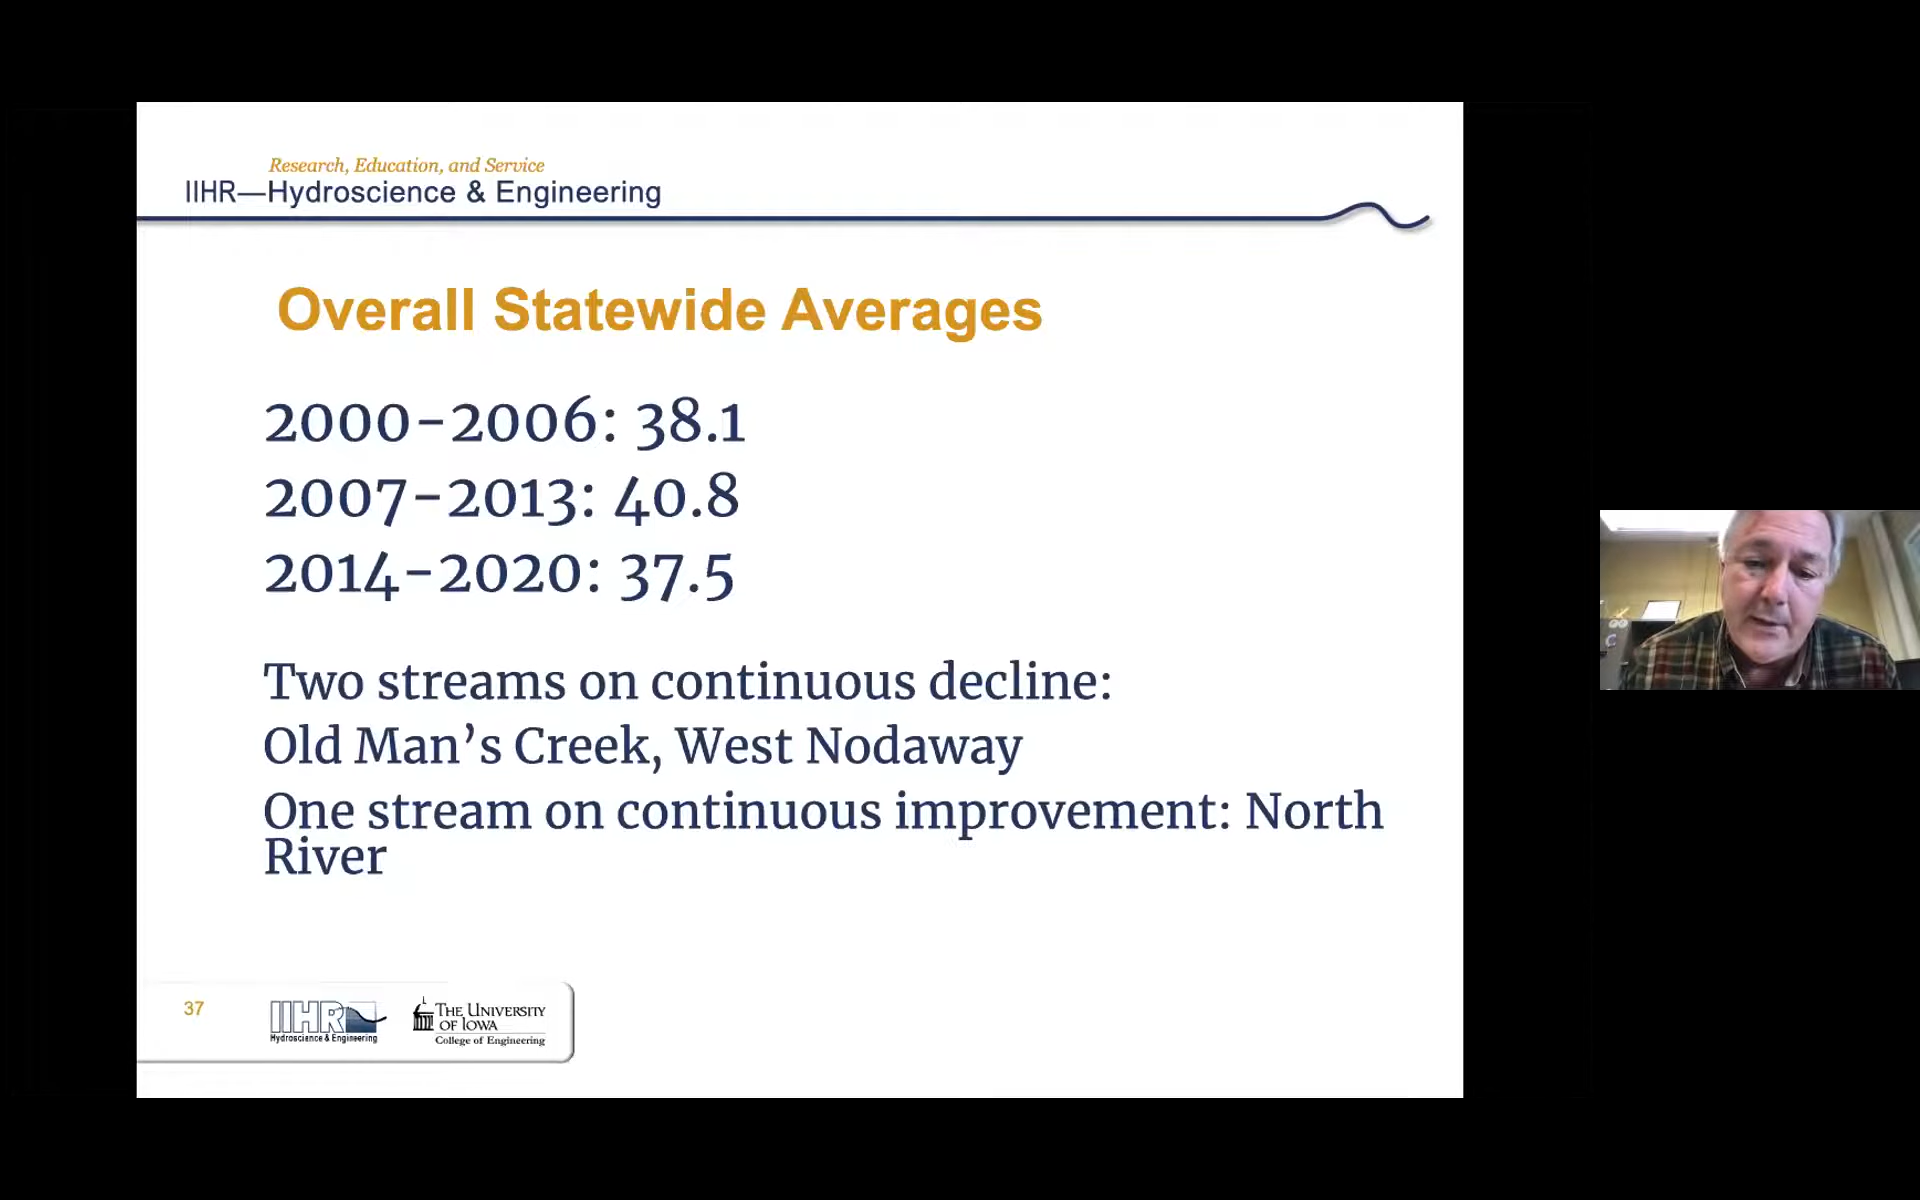 Research, Education, and Service
IIHR—Hydroscience & Engineering
Overall Statewide Averages
2000-2006: 38.1
2007-2013: 40.8
2014-2020: 37.5
Two streams on continuous decline:
Old Man’s Creek, West Nodaway
One stream on continuous improvement: North
River
37
IIHR
Hydroscience & Engineering
THE UNIVERSITY
OF IOWA
College of Engineering